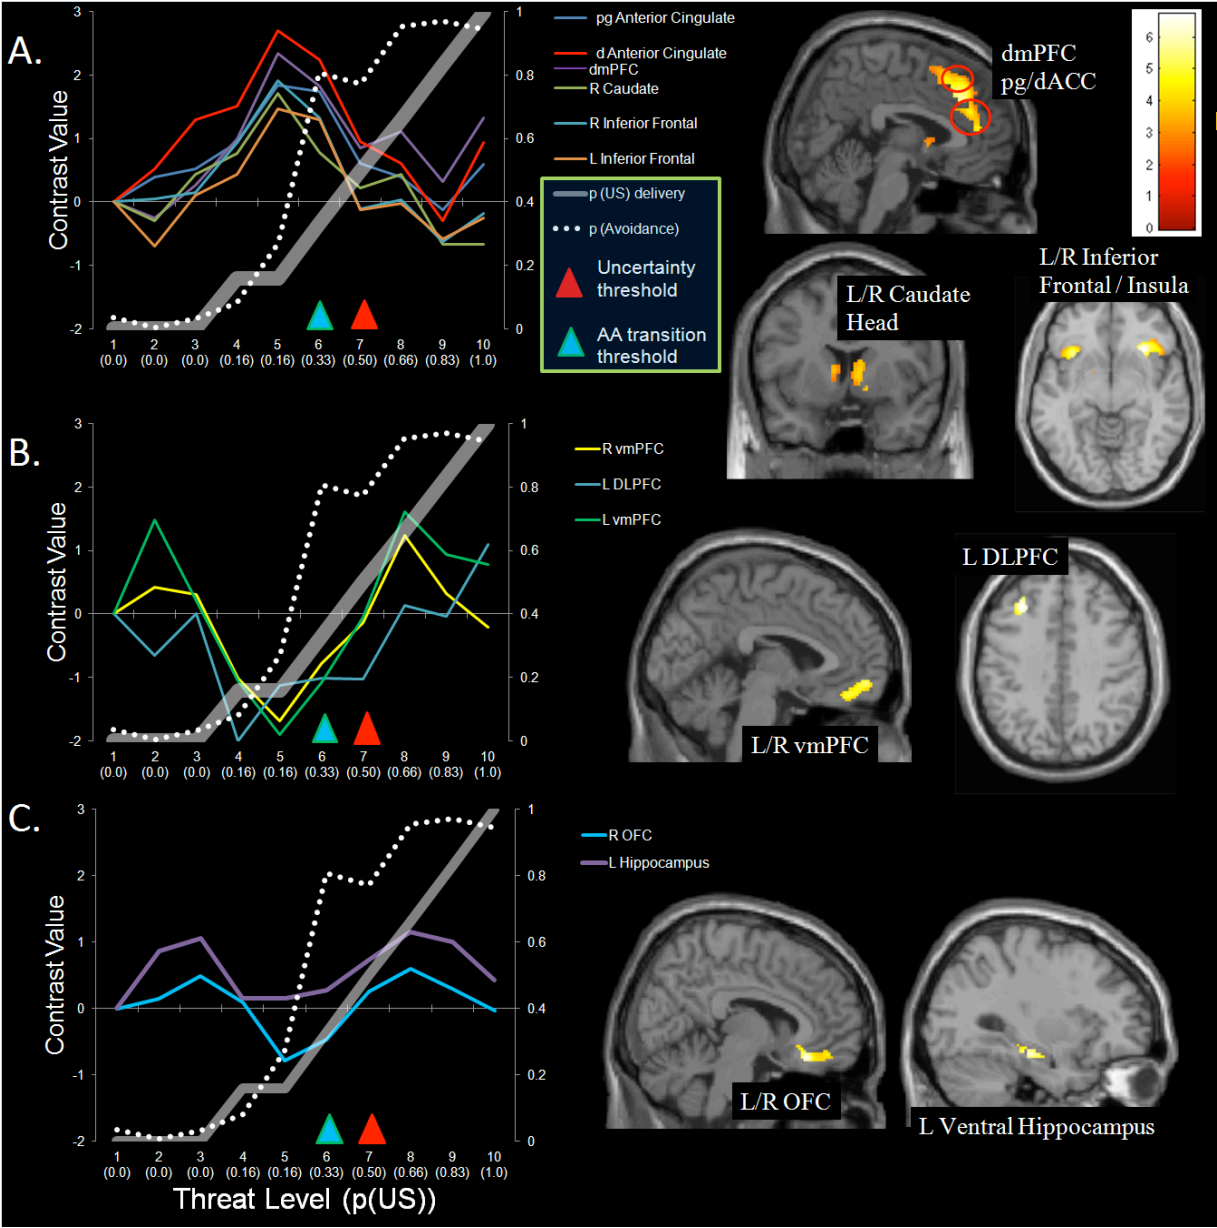 A.
Contrast Value
3
2
1
0
-1
-2
1
0.8
0.6
0.4
0.2
0
1 2 3 4 5 6 7 8 9 10
(0.0) (0.0) (0.0) (0.16) (0.16) (0.33) (0.50) (0.66) (0.83) (1.0)
pg Anterior Cingulate
d Anterior Cingulate
dmPFC
R Caudate
R Inferior Frontal
L Inferior Frontal
p (US) delivery
p (Avoidance)
Uncertainty
threshold
AA transition
threshold
dmPFC
pg/dACC
6
5
4
3
2
1
0
L/R Caudate
Head
L/R Inferior
Frontal / Insula
B.
Contrast Value
3
2
1
0
-1
-2
1
0.8
0.6
0.4
0.2
0
1 2 3 4 5 6 7 8 9 10
(0.0) (0.0) (0.0) (0.16) (0.16) (0.33) (0.50) (0.66) (0.83) (1.0)
R vmPFC
L DLPFC
L vmPFC
L/R vmPFC
L DLPFC
C.
Contrast Value
3
2
1
0
-1
-2
1
0.8
0.6
0.4
0.2
0
1 2 3 4 5 6 7 8 9 10
(0.0) (0.0) (0.0) (0.16) (0.16) (0.33) (0.50) (0.66) (0.83) (1.0)
Threat Level (p(US))
R OFC
L Hippocampus
L/R OFC
L Ventral Hippocampus